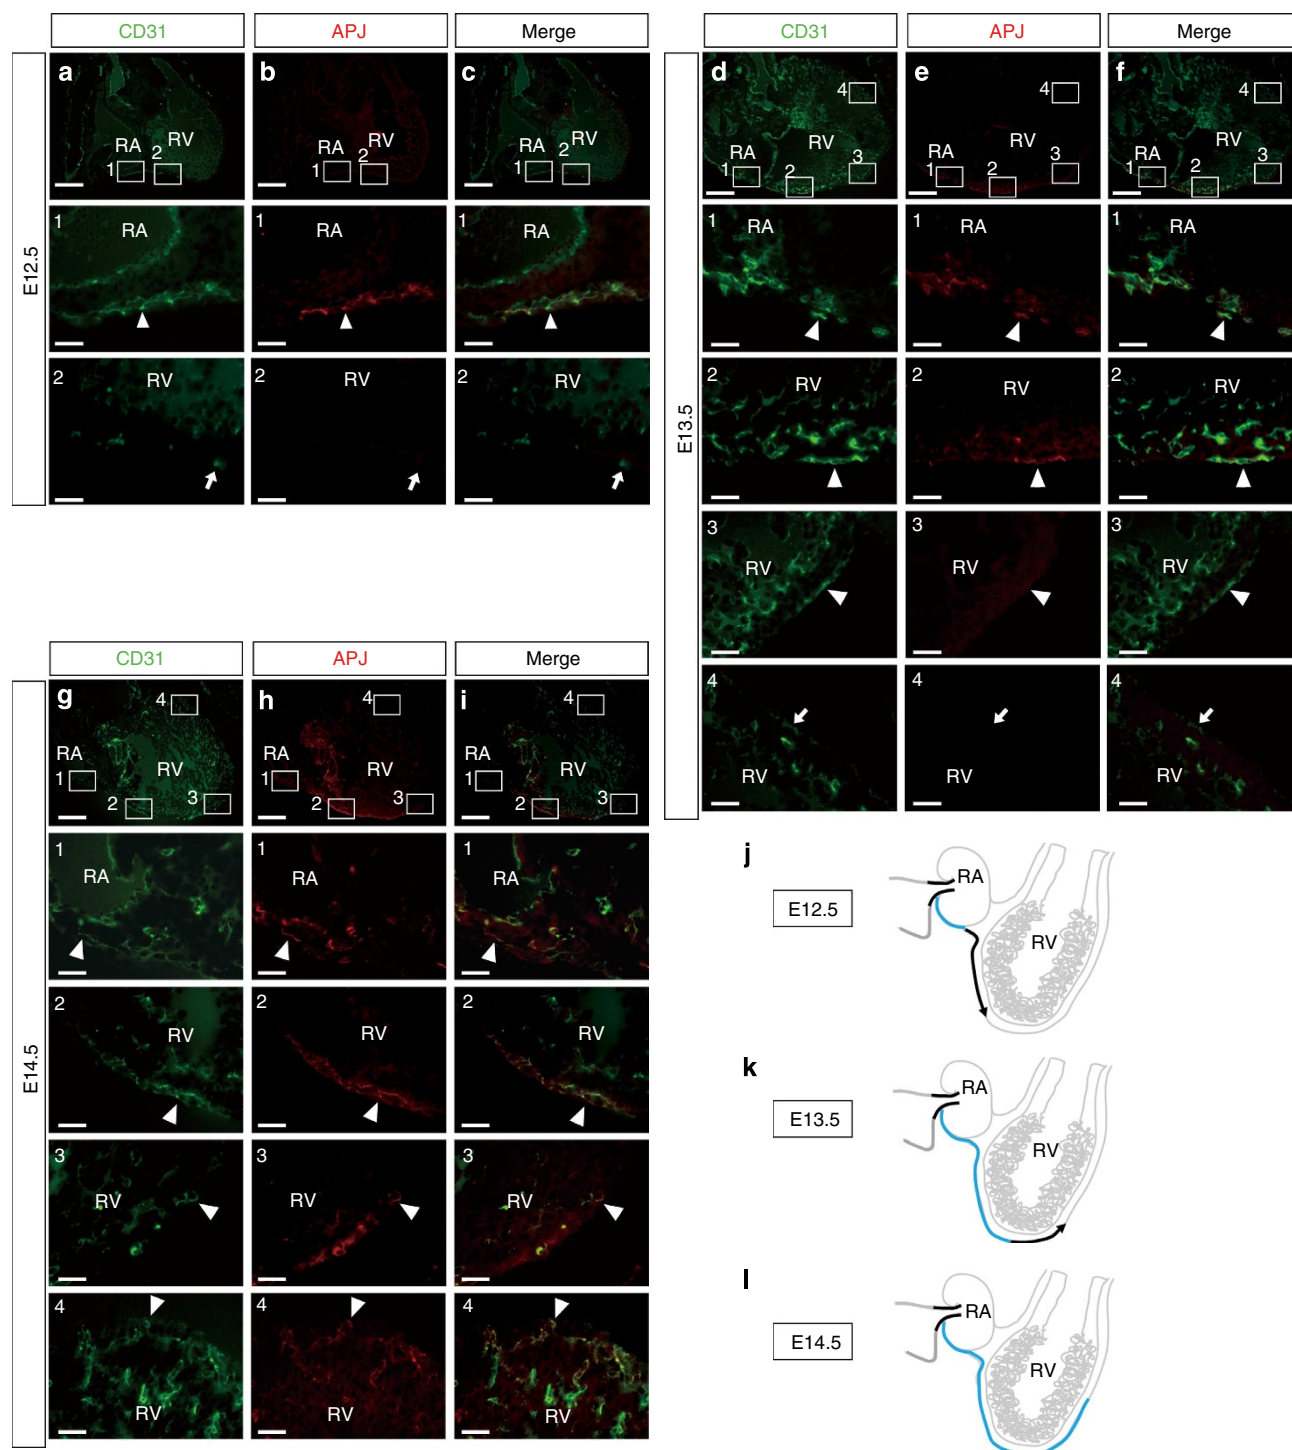 CD31 APJ Merge
E12.5
a b c
RA RV RA RV RA RV
1 2 1 2 1 2
1 RA 1 RA 1 RA
2 RV 2 RV 2 RV
CD31 APJ Merge
E13.5
d e f
4 4 4
RA RV RA RV RA RV
1 2 3 1 2 3 1 2 3
1 RA 1 RA 1 RA
2 RV 2 RV 2 RV
3 RV 3 RV 3 RV
4 RV 4 RV 4 RV
CD31 APJ Merge
E14.5
g h i
4 4 4
RA RV RA RV RA RV
1 2 3 1 2 3 1 2 3
1 RA 1 RA 1 RA
2 RV 2 RV 2 RV
3 RV 3 RV 3 RV
4 RV 4 RV 4 RV
j
E12.5 RA RV
k
E13.5 RA RV
l
E14.5 RA RV